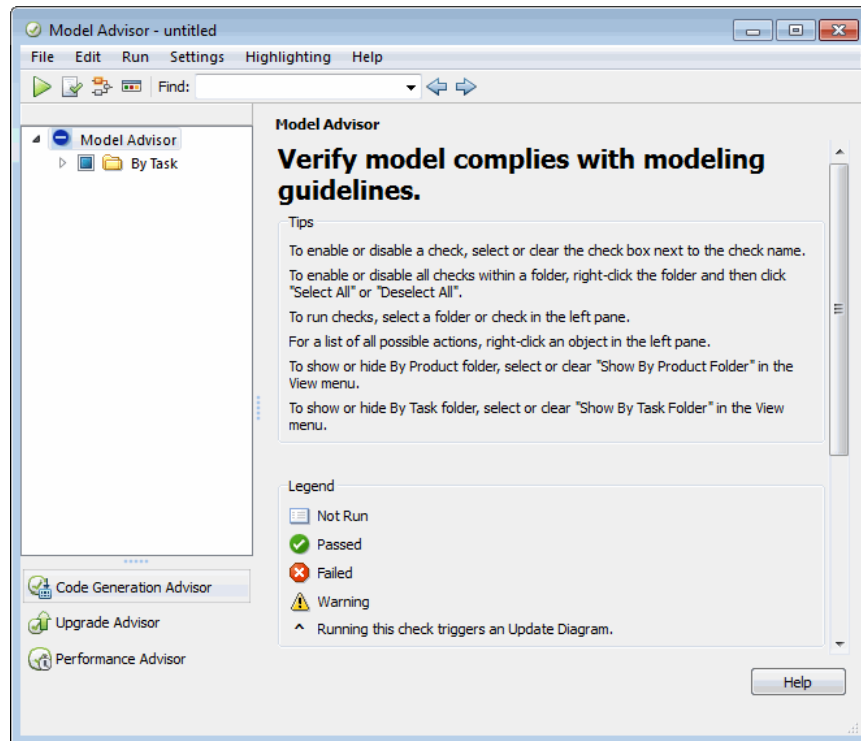 Model Advisor - untitled
File Edit Run Settings Highlighting Help
Find:
Model Advisor
By Task
Code Generation Advisor
Upgrade Advisor
Performance Advisor
Model Advisor
Verify model complies with modeling
guidelines.
Tips
To enable or disable a check, select or clear the check box next to the check name.
To enable or disable all checks within a folder, right-click the folder and then click
"Select All" or "Deselect All".
To run checks, select a folder or check in the left pane.
For a list of all possible actions, right-click an object in the left pane.
To show or hide By Product folder, select or clear "Show By Product Folder" in the
View menu.
To show or hide By Task folder, select or clear "Show By Task Folder" in the View
menu.
Legend
Not Run
Passed
Failed
Warning
^ Running this check triggers an Update Diagram.
Help